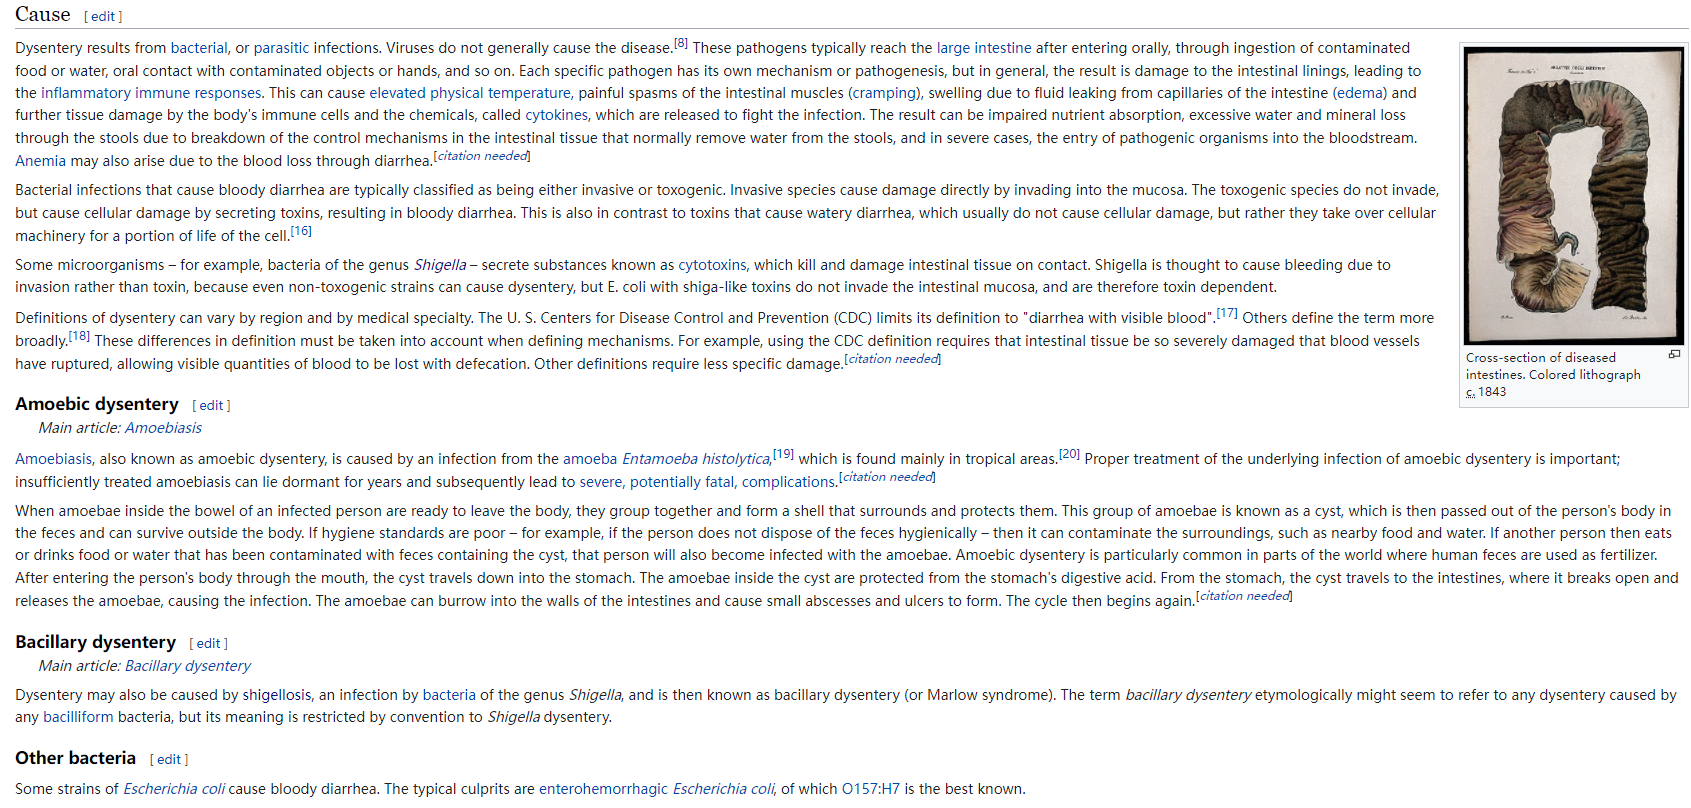 Cause [ edit ]
Dysentery results from bacterial, or parasitic infections. Viruses do not generally cause the disease.[8] These pathogens typically reach the large intestine after entering orally, through ingestion of contaminated
food or water, oral contact with contaminated objects or hands, and so on. Each specific pathogen has its own mechanism or pathogenesis, but in general, the result is damage to the intestinal linings, leading to
the inflammatory immune responses. This can cause elevated physical temperature, painful spasms of the intestinal muscles (cramping), swelling due to fluid leaking from capillaries of the intestine (edema) and
further tissue damage by the body's immune cells and the chemicals, called cytokines, which are released to fight the infection. The result can be impaired nutrient absorption, excessive water and mineral loss
through the stools due to breakdown of the control mechanisms in the intestinal tissue that normally remove water from the stools, and in severe cases, the entry of pathogenic organisms into the bloodstream.
Anemia may also arise due to the blood loss through diarrhea.[citation needed]
Bacterial infections that cause bloody diarrhea are typically classified as being either invasive or toxogenic. Invasive species cause damage directly by invading into the mucosa. The toxogenic species do not invade,
but cause cellular damage by secreting toxins, resulting in bloody diarrhea. This is also in contrast to toxins that cause watery diarrhea, which usually do not cause cellular damage, but rather they take over cellular
machinery for a portion of life of the cell.[16]
Some microorganisms – for example, bacteria of the genus Shigella – secrete substances known as cytotoxins, which kill and damage intestinal tissue on contact. Shigella is thought to cause bleeding due to
invasion rather than toxin, because even non-toxogenic strains can cause dysentery, but E. coli with shiga-like toxins do not invade the intestinal mucosa, and are therefore toxin dependent.
Definitions of dysentery can vary by region and by medical specialty. The U. S. Centers for Disease Control and Prevention (CDC) limits its definition to "diarrhea with visible blood".[17] Others define the term more
broadly.[18] These differences in definition must be taken into account when defining mechanisms. For example, using the CDC definition requires that intestinal tissue be so severely damaged that blood vessels
have ruptured, allowing visible quantities of blood to be lost with defecation. Other definitions require less specific damage.[citation needed]
Cross-section of diseased
intestines. Colored lithograph
c. 1843
Amoebic dysentery [ edit ]
Main article: Amoebiasis
Amoebiasis, also known as amoebic dysentery, is caused by an infection from the amoeba Entamoeba histolytica,[19] which is found mainly in tropical areas.[20] Proper treatment of the underlying infection of amoebic dysentery is important;
insufficiently treated amoebiasis can lie dormant for years and subsequently lead to severe, potentially fatal, complications.[citation needed]
When amoebae inside the bowel of an infected person are ready to leave the body, they group together and form a shell that surrounds and protects them. This group of amoebae is known as a cyst, which is then passed out of the person's body in
the feces and can survive outside the body. If hygiene standards are poor – for example, if the person does not dispose of the feces hygienically – then it can contaminate the surroundings, such as nearby food and water. If another person then eats
or drinks food or water that has been contaminated with feces containing the cyst, that person will also become infected with the amoebae. Amoebic dysentery is particularly common in parts of the world where human feces are used as fertilizer.
After entering the person's body through the mouth, the cyst travels down into the stomach. The amoebae inside the cyst are protected from the stomach's digestive acid. From the stomach, the cyst travels to the intestines, where it breaks open and
releases the amoebae, causing the infection. The amoebae can burrow into the walls of the intestines and cause small abscesses and ulcers to form. The cycle then begins again.[citation needed]
Bacillary dysentery [ edit ]
Main article: Bacillary dysentery
Dysentery may also be caused by shigellosis, an infection by bacteria of the genus Shigella, and is then known as bacillary dysentery (or Marlow syndrome). The term bacillary dysentery etymologically might seem to refer to any dysentery caused by
any bacilliform bacteria, but its meaning is restricted by convention to Shigella dysentery.
Other bacteria [ edit ]
Some strains of Escherichia coli cause bloody diarrhea. The typical culprits are enterohemorrhagic Escherichia coli, of which O157:H7 is the best known.